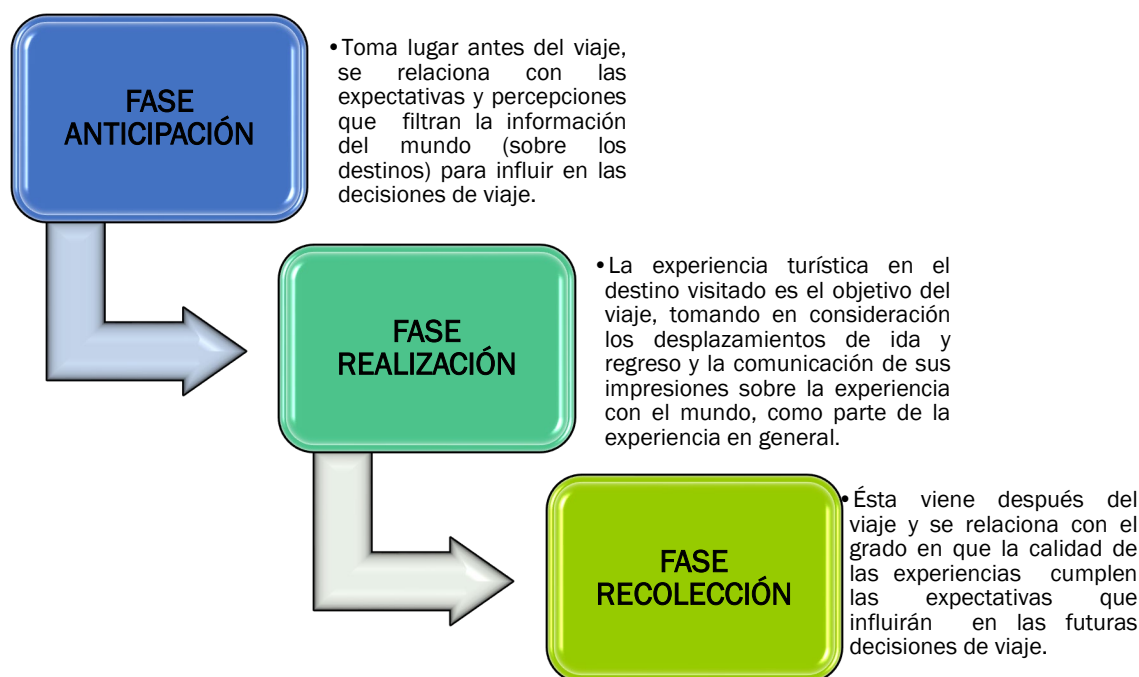 FASE
ANTICIPACIÓN
•Toma lugar antes del viaje,
se relaciona con las
expectativas y percepciones
que filtran la información
del mundo (sobre los
destinos) para influir en las
decisiones de viaje.
FASE
REALIZACIÓN
•La experiencia turística en el
destino visitado es el objetivo del
viaje, tomando en consideración
los desplazamientos de ida y
regreso y la comunicación de sus
impresiones sobre la experiencia
con el mundo, como parte de la
experiencia en general.
FASE
RECOLECCIÓN
•Ésta viene después del
viaje y se relaciona con el
grado en que la calidad de
las experiencias cumplen
las expectativas que
influirán en las futuras
decisiones de viaje.